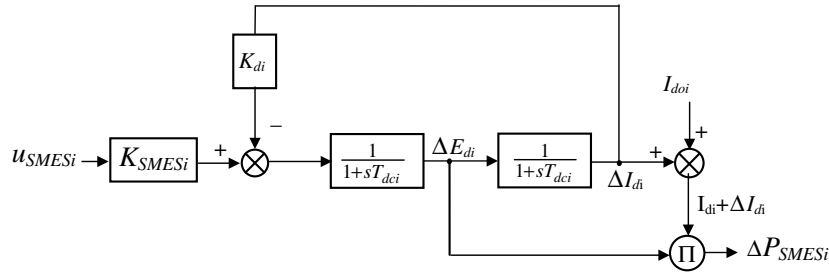 K_di
I_doi
+
−
u_SMESi
K_SMESi
+
1
1+sT_dci
ΔE_di
1
1+sT_dci
+
ΔI_di
I_di+ΔI_di
Π
ΔP_SMESi